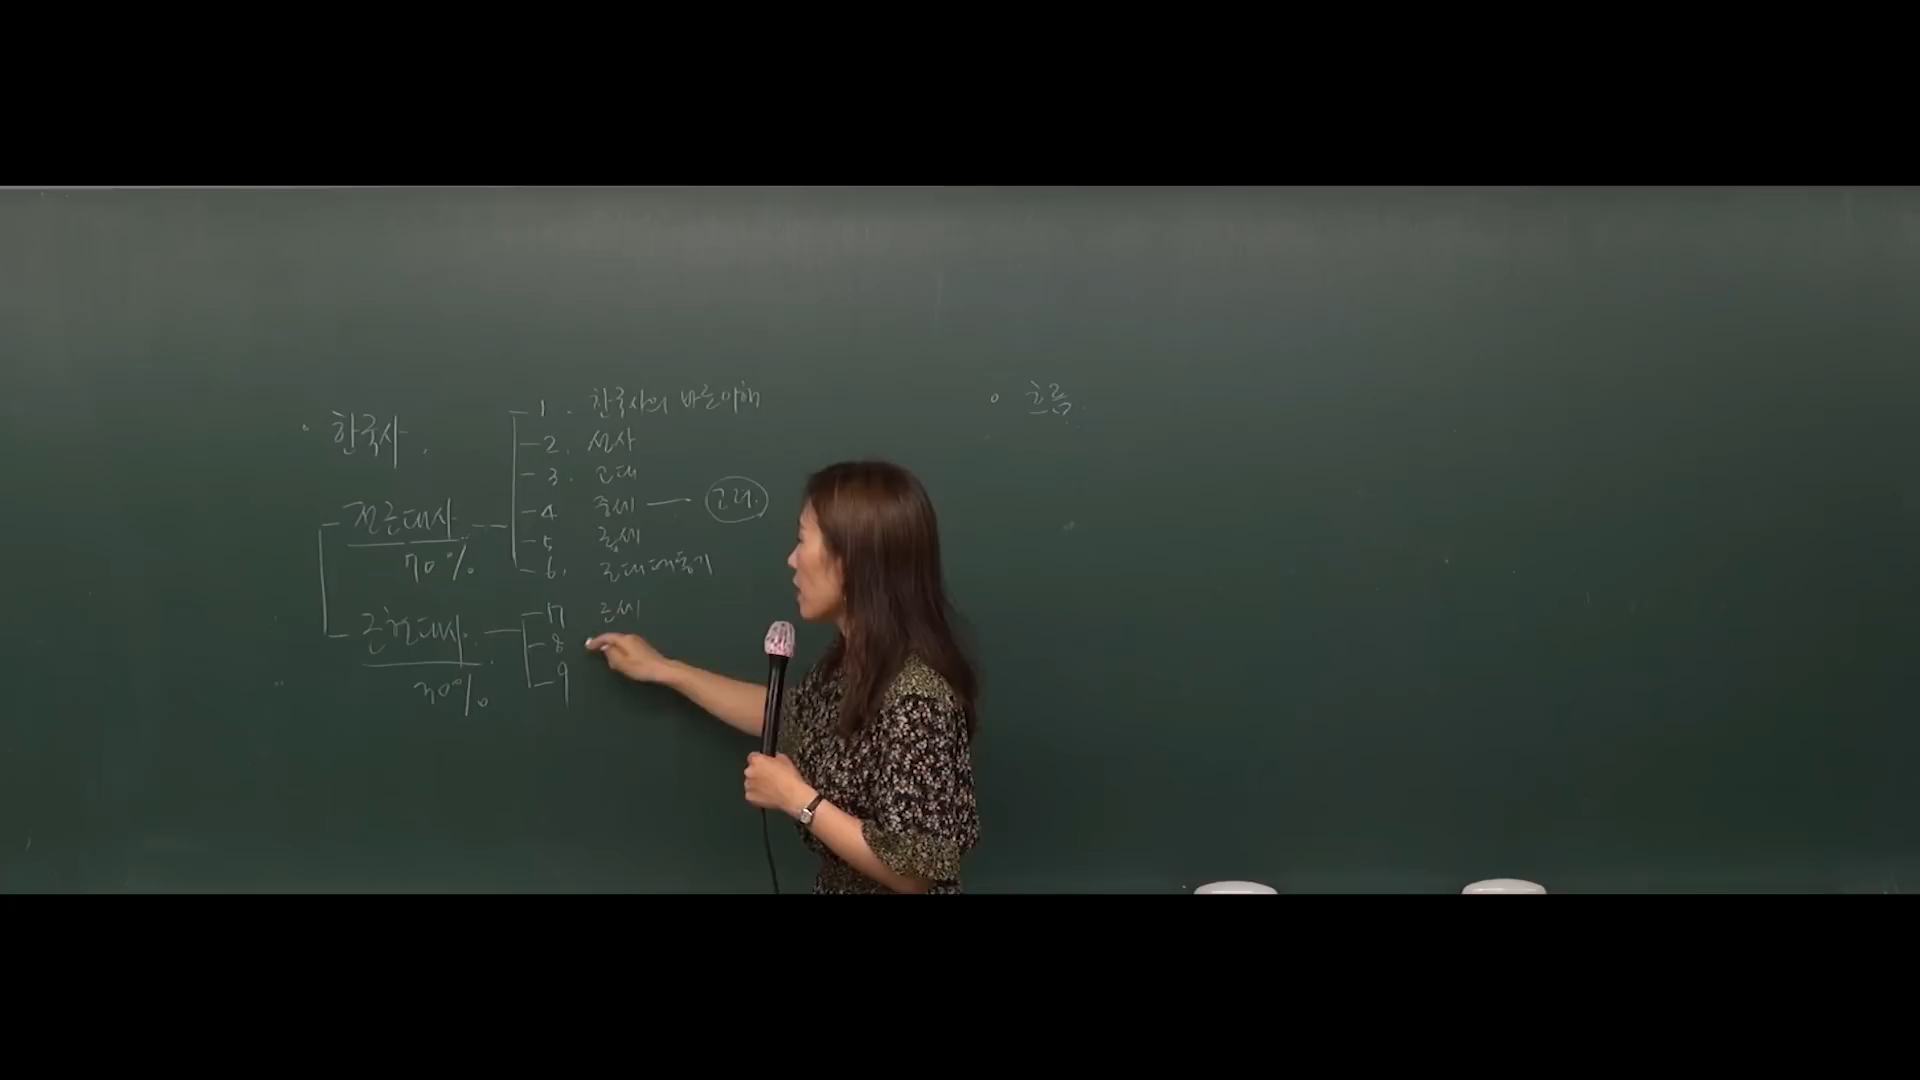 · 한국사.
전근대사
70%
1. 한국사의 바른이해
2. 선사
3. 고대
4 중세 — 고려.
5 근세
6. 근대태동기
근현대사.
30%
7 근세
8
9
○ 흐름.